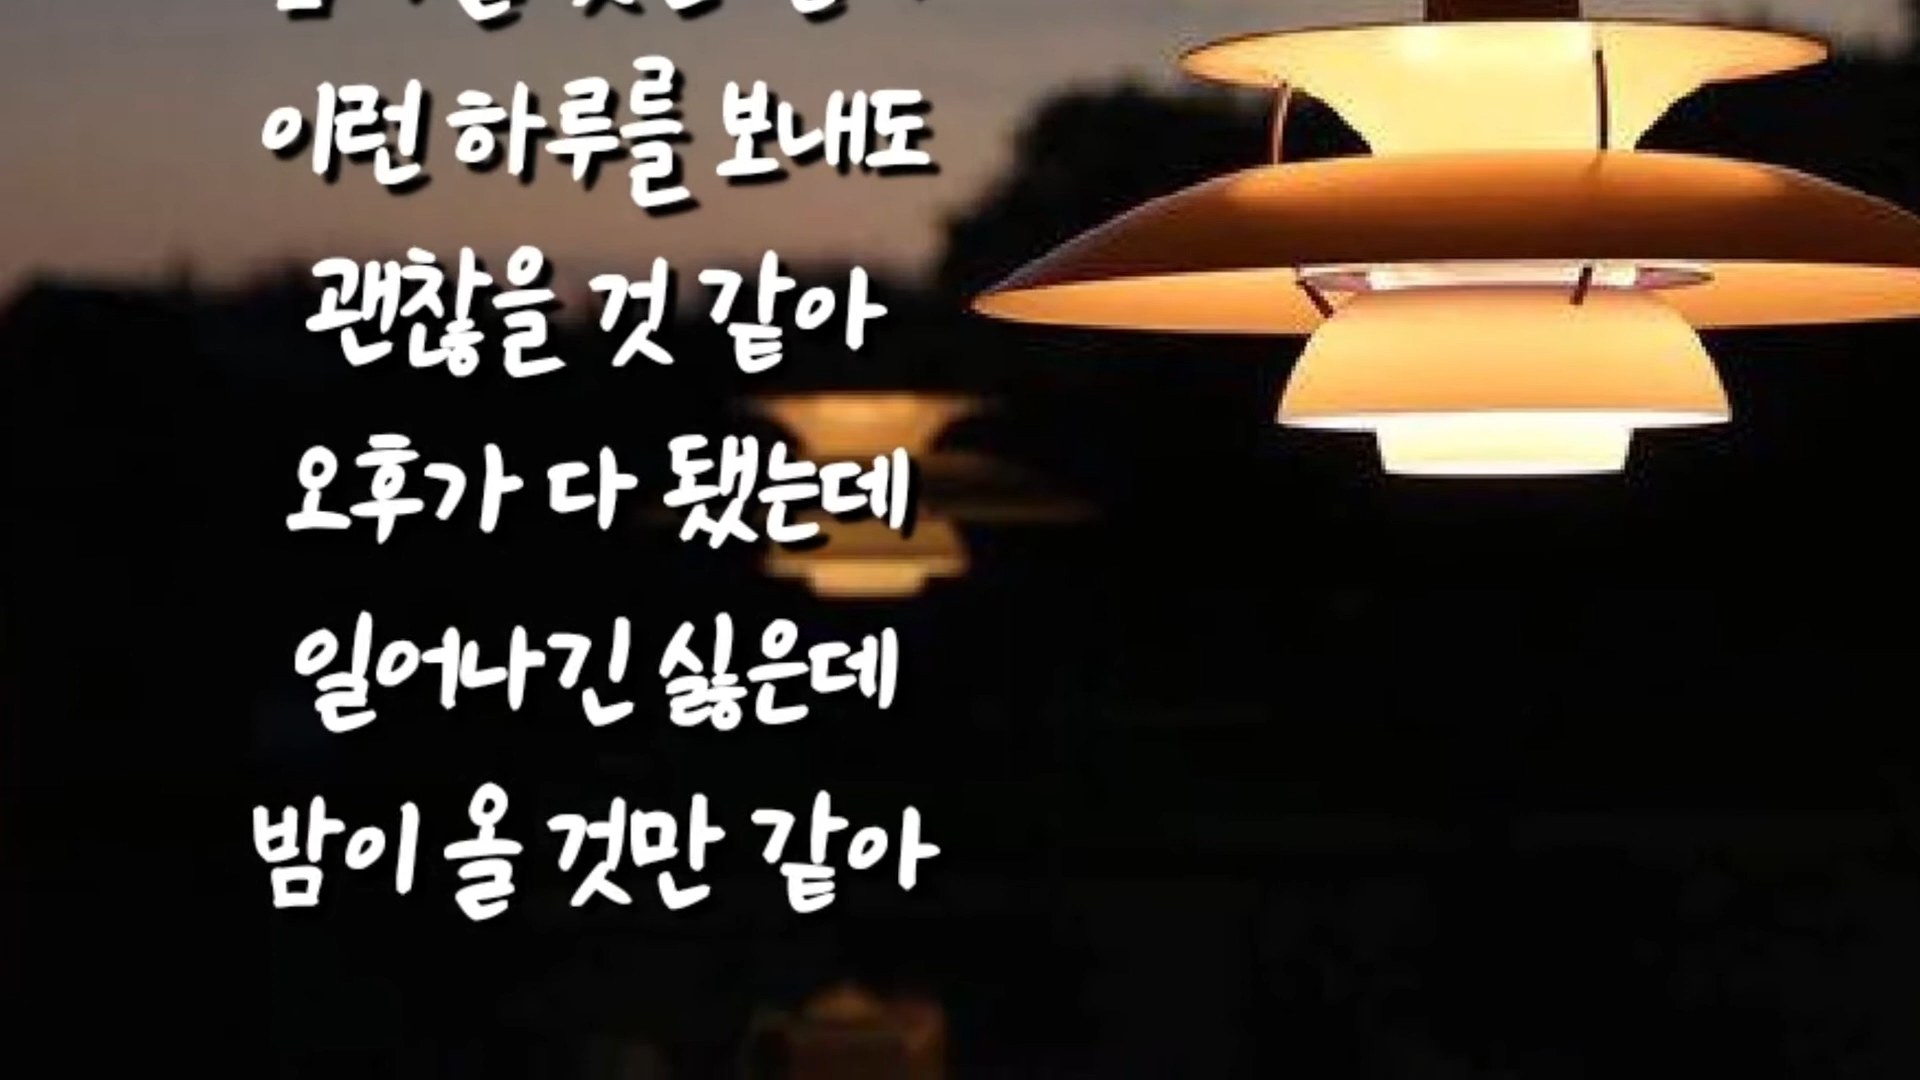 이런 하루를 보내도
괜찮을 것 같아
오후가 다 됐는데
일어나긴 싫은데
밤이 올 것만 같아